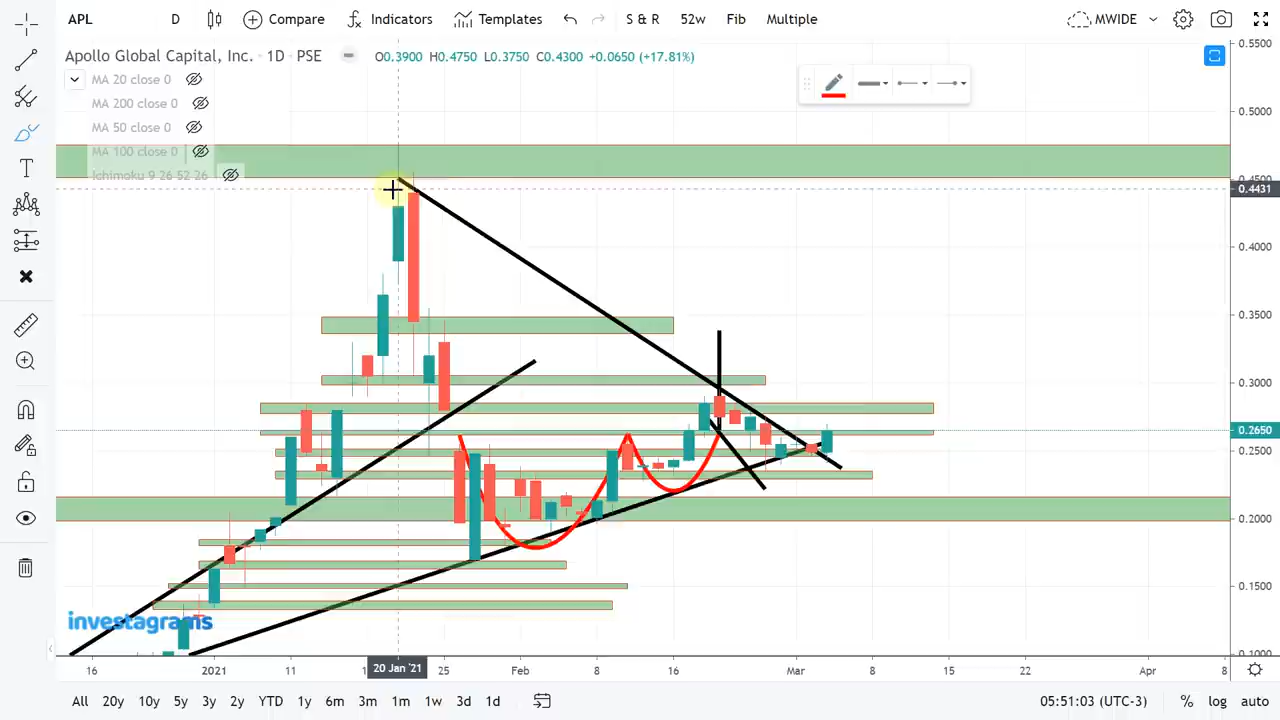 APL D Compare Indicators Templates S & R 52w Fib Multiple MWIDE
Apollo Global Capital, Inc. · 1D · PSE O0.3900 H0.4750 L0.3750 C0.4300 +0.0650 (+17.81%)
MA 20 close 0
MA 200 close 0
MA 50 close 0
MA 100 close 0
Ichimoku 9 26 52 26
0.5500
0.5000
0.4500
0.4431
0.4000
0.3500
0.3000
0.2650
0.2500
0.2000
0.1500
0.1000
investagrams
16 2021 11 20 Jan '21 25 Feb 8 16 Mar 8 15 22 Apr 8
All 20y 10y 5y 3y 2y YTD 1y 6m 3m 1m 1w 3d 1d 05:51:03 (UTC-3) % log auto